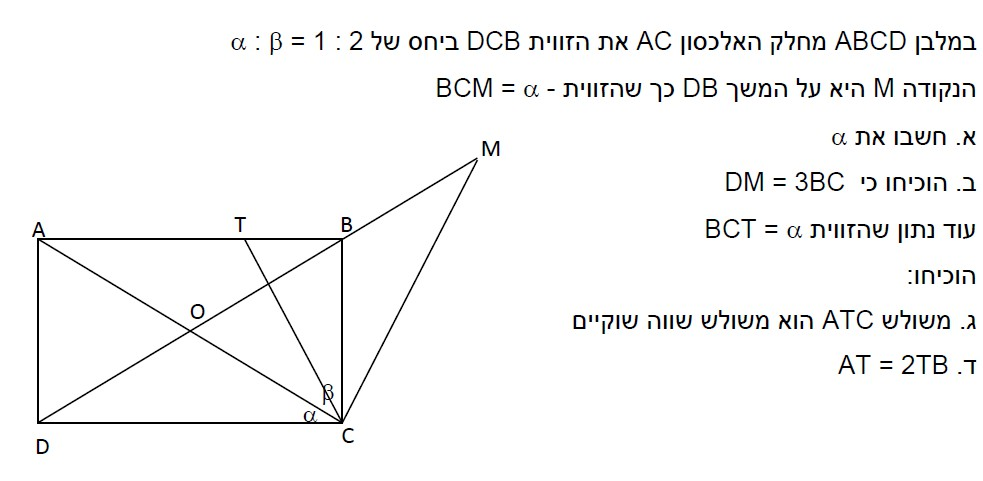 במלבן ABCD מחלק האלכסון AC את הזווית DCB ביחס של α : β = 1 : 2
הנקודה M היא על המשך DB כך שהזווית - BCM = α
א. חשבו את α
ב. הוכיחו כי DM = 3BC
עוד נתון שהזווית BCT = α
הוכיחו:
ג. משולש ATC הוא משולש שווה שוקיים
ד. AT = 2TB
M
A T B
O
β
α
D C